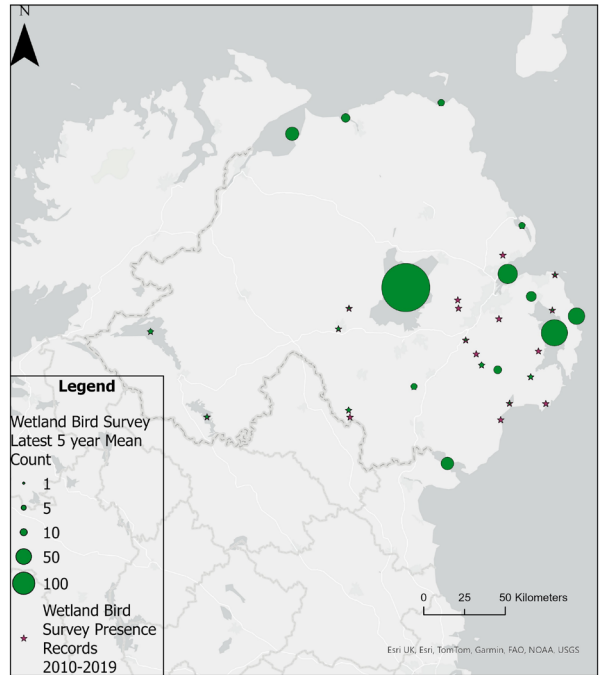 N
Legend
Wetland Bird Survey
Latest 5 year Mean
Count
1
5
10
50
100
Wetland Bird
Survey Presence
Records
2010-2019
0 25 50 Kilometers
Esri UK, Esri, TomTom, Garmin, FAO, NOAA, USGS